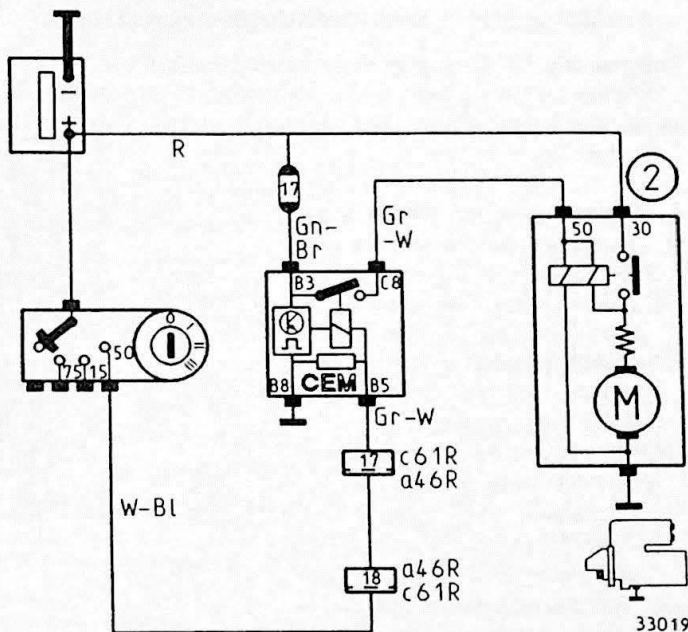 −
+
R
17
2
Gn-
Br
Gr
-W
50
30
B3
C8
0
I
II
III
50
75
15
K
B8
CEM
B5
M
Gr-W
17
c61R
a46R
W-Bl
18
a46R
c61R
33019